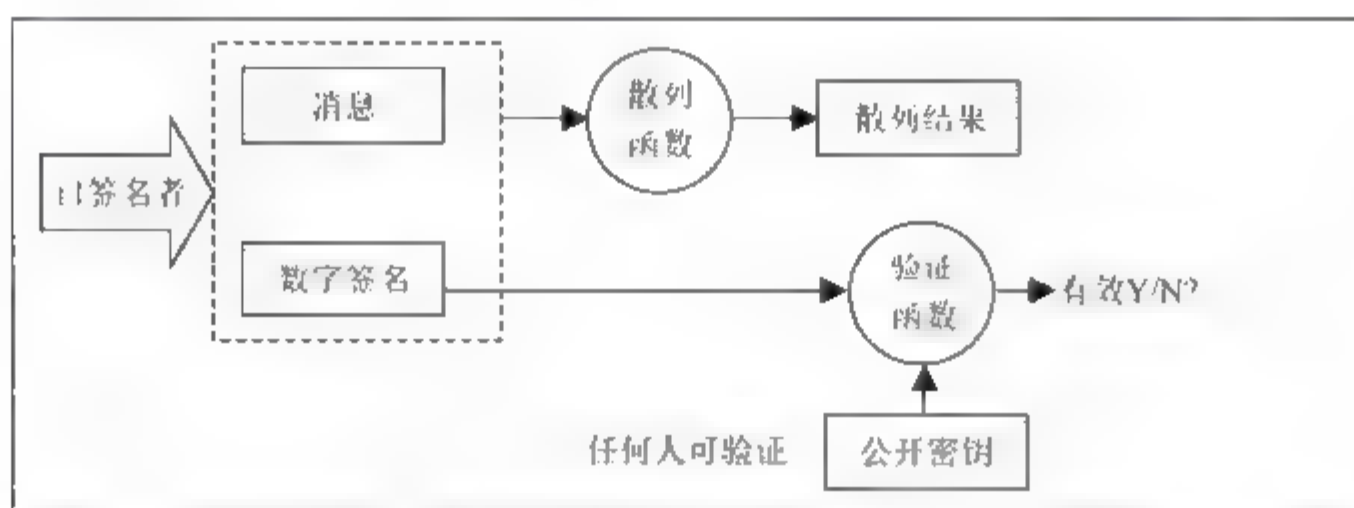 消息
散列
函数
散列结果
签名者
数字签名
验证
函数
有效Y/N?
任何人可验证
公开密钥